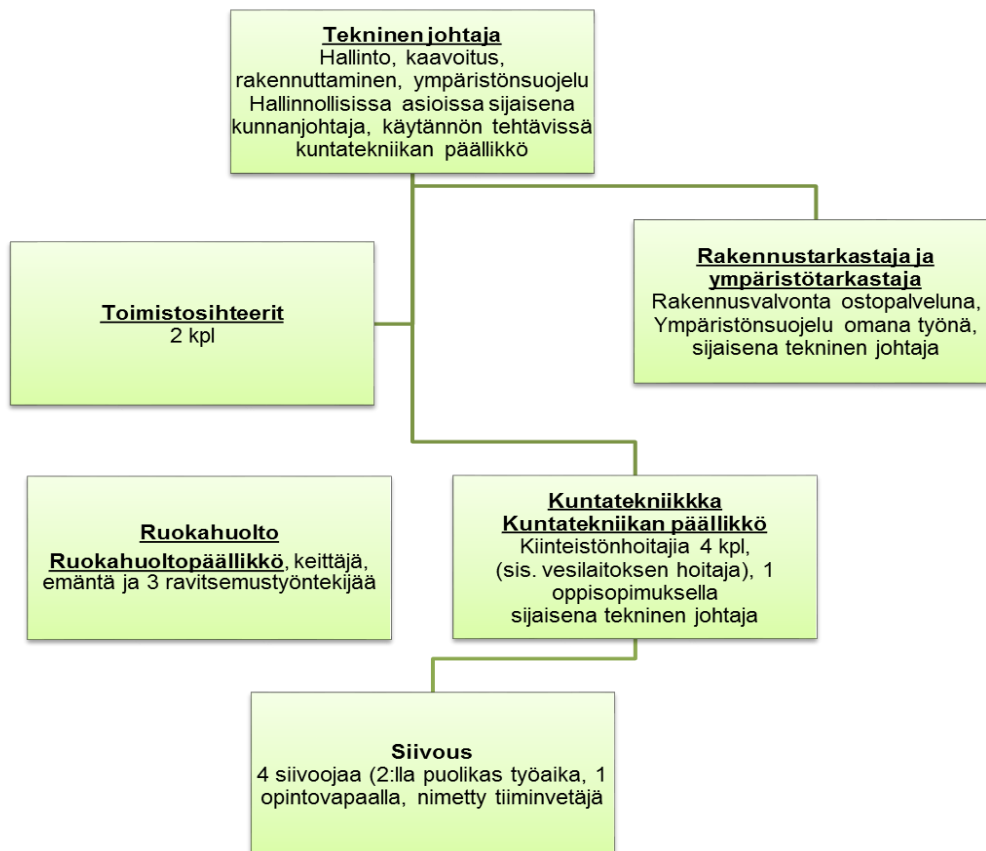 Tekninen johtaja
Hallinto, kaavoitus,
rakennuttaminen, ympäristönsuojelu
Hallinnollisissa asioissa sijaisena
kunnanjohtaja, käytännön tehtävissä
kuntatekniikan päällikkö
Toimistosihteerit
2 kpl
Rakennustarkastaja ja
ympäristötarkastaja
Rakennusvalvonta ostopalveluna,
Ympäristönsuojelu omana työnä,
sijaisena tekninen johtaja
Ruokahuolto
Ruokahuoltopäällikkö, keittäjä,
emäntä ja 3 ravitsemustyöntekijää
Kuntatekniikkka
Kuntatekniikan päällikkö
Kiinteistönhoitajia 4 kpl,
(sis. vesilaitoksen hoitaja), 1
oppisopimuksella
sijaisena tekninen johtaja
Siivous
4 siivoojaa (2:lla puolikas työaika, 1
opintovapaalla, nimetty tiiminvetäjä